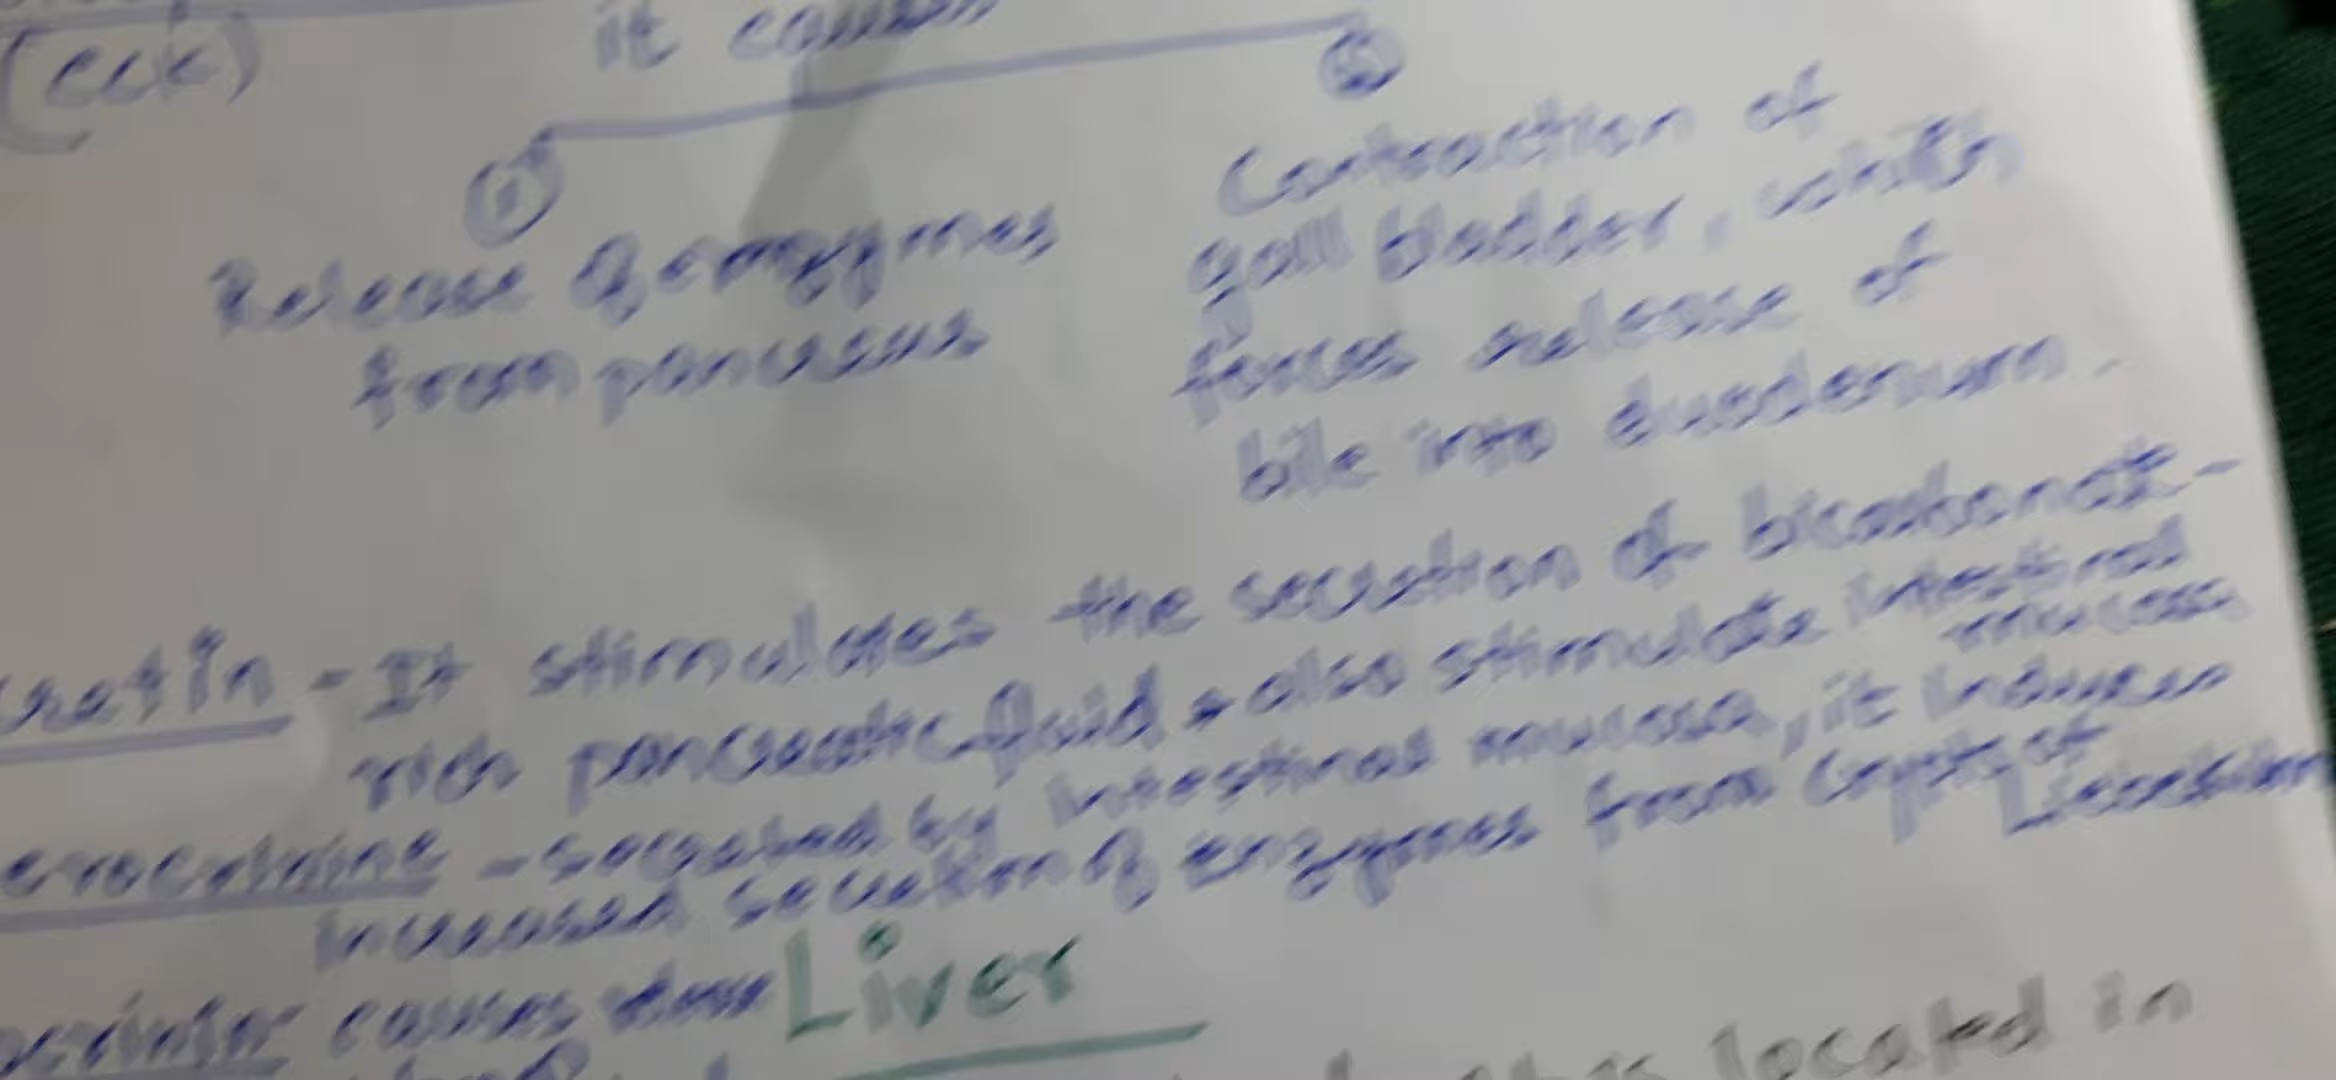 (CCK) it causes
① ②
Release of enzymes
from pancreas
Contraction of
gall bladder, which
forces release of
bile into duodenum.
cretin - It stimulates the secretion of bicarbonate-
rich pancreatic fluid & also stimulate intestinal
mucosa
erocrinine - secreted by intestinal mucosa, it induces
increased secretion of enzymes from crypts of
causes
Liver
located in